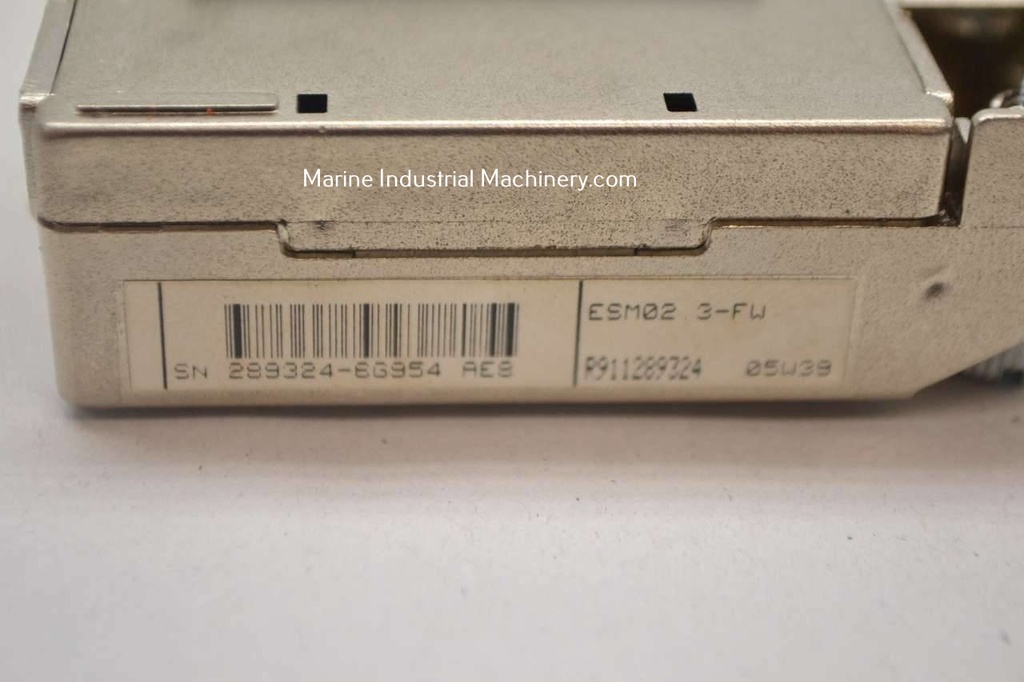 Marine Industrial Machinery.com
ESM02 3-FW
SN 289324-6G954 AE8
R911289324 05W39